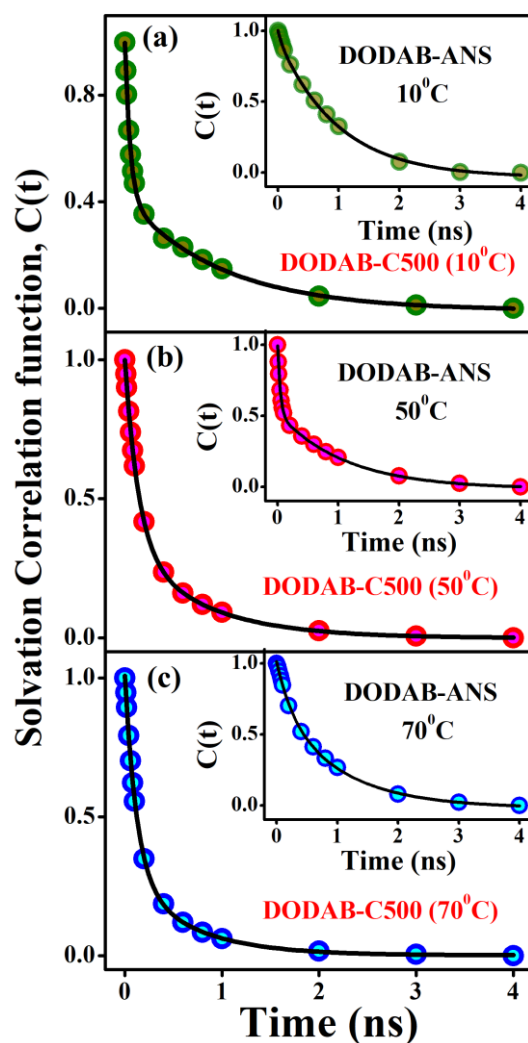 Solvation Correlation function, C(t)
(a)
DODAB-ANS
10⁰C
C(t)
1.0
0.5
0.0
0 1 2 3 4
Time (ns)
DODAB-C500 (10⁰C)
0.8
0.4
0.0
(b)
DODAB-ANS
50⁰C
C(t)
1.0
0.5
0.0
0 1 2 3 4
Time (ns)
DODAB-C500 (50⁰C)
1.0
0.5
0.0
(c)
DODAB-ANS
70⁰C
C(t)
1.0
0.5
0.0
0 1 2 3 4
Time (ns)
DODAB-C500 (70⁰C)
1.0
0.5
0.0
0 1 2 3 4
Time (ns)